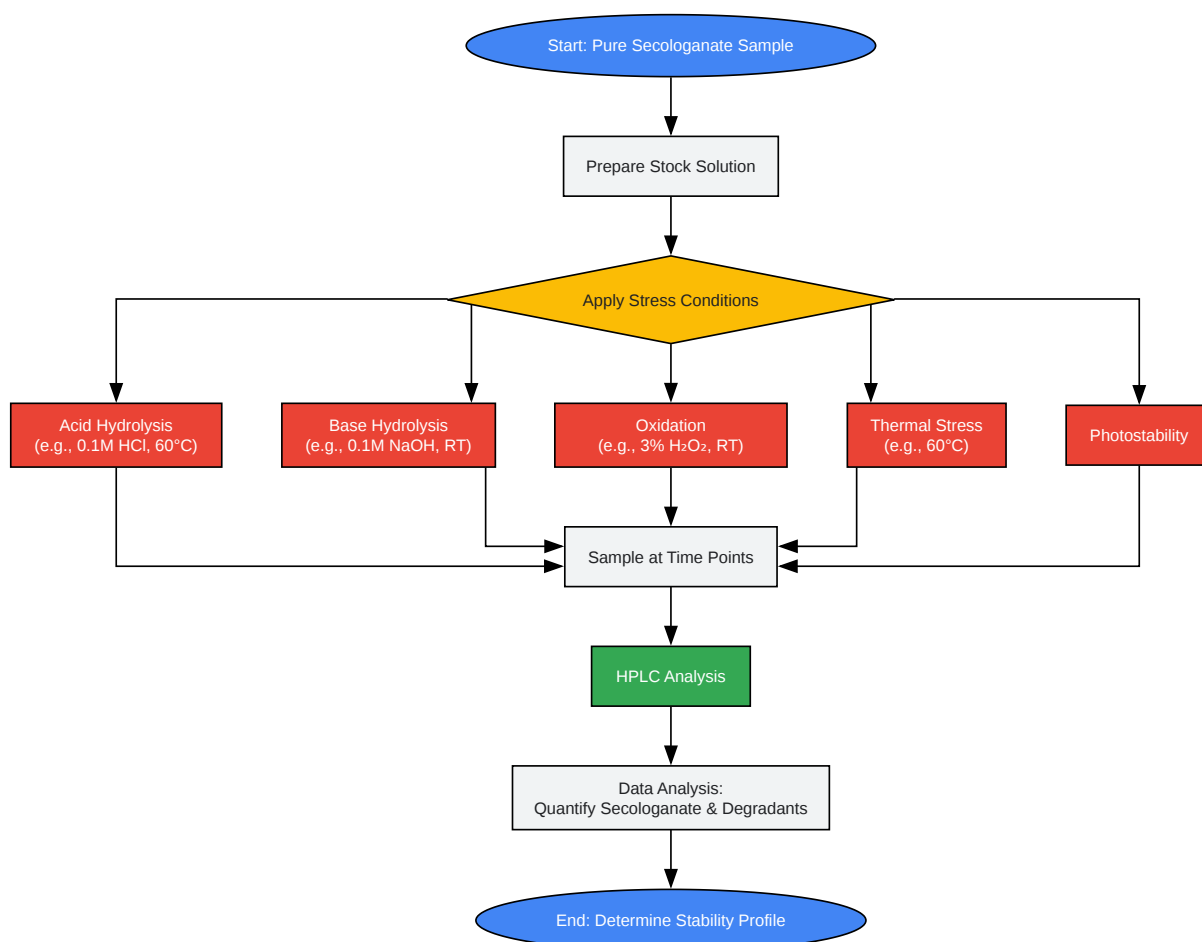 Start: Pure Secologanate Sample
Prepare Stock Solution
Apply Stress Conditions
Acid Hydrolysis
(e.g., 0.1M HCl, 60°C)
Base Hydrolysis
(e.g., 0.1M NaOH, RT)
Oxidation
(e.g., 3% H₂O₂, RT)
Thermal Stress
(e.g., 60°C)
Photostability
Sample at Time Points
HPLC Analysis
Data Analysis:
Quantify Secologanate & Degradants
End: Determine Stability Profile